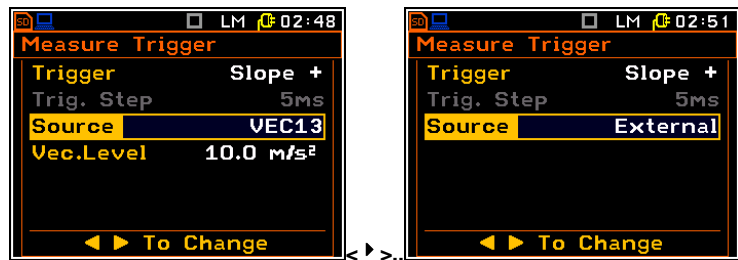 LM 02:48
Measure Trigger
Trigger Slope +
Trig. Step 5ms
Source VEC13
Vec.Level 10.0 m/s²
◄ ► To Change
< ► >..
LM 02:51
Measure Trigger
Trigger Slope +
Trig. Step 5ms
Source External
◄ ► To Change